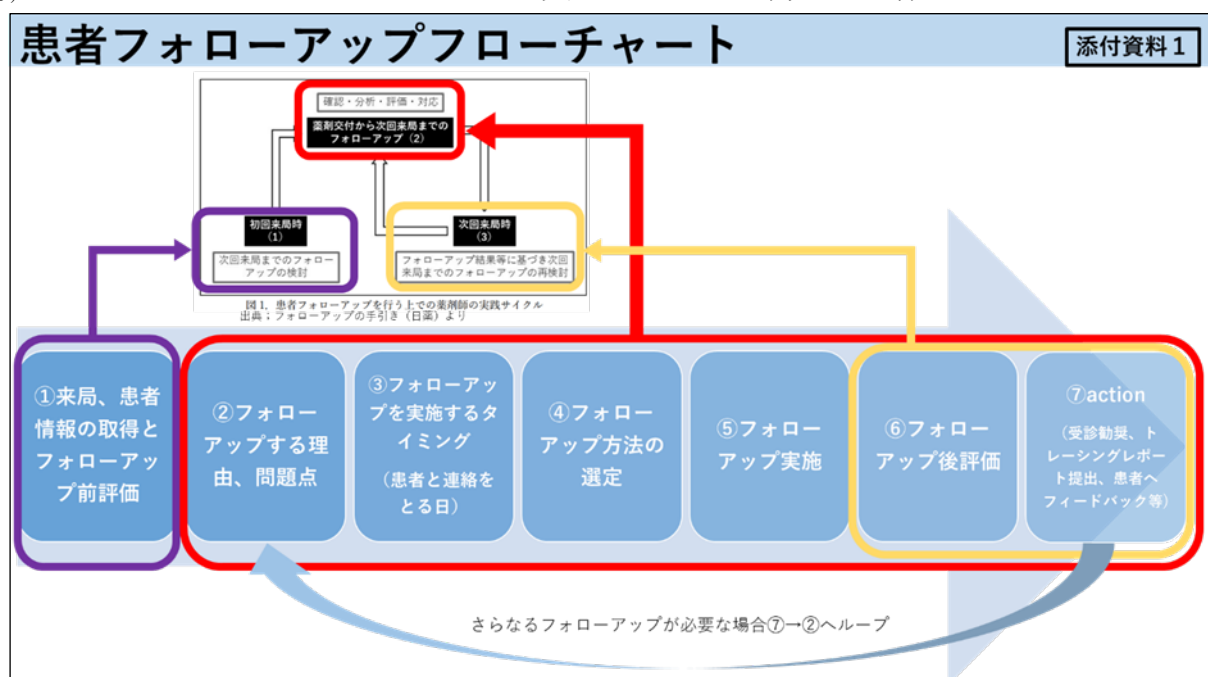 患者フォローアップフローチャート
添付資料1
確認・分析・評価・対応
薬剤交付から次回来局までの
フォローアップ(2)
初回来局時
(1)
次回来局までのフォロー
アップの検討
次回来局時
(3)
フォローアップ結果等に基づき次回
来局までのフォローアップの再検討
図1. 患者フォローアップを行う上での薬剤師の実践サイクル
出典;フォローアップの手引き(日薬)より
①来局、患者
情報の取得と
フォローアッ
プ前評価
②フォロー
アップする理
由、問題点
③フォローアッ
プを実施するタ
イミング
(患者と連絡を
とる日)
④フォロー
アップ方法の
選定
⑤フォロー
アップ実施
⑥フォロー
アップ後評価
⑦action
(受診勧奨、ト
レーシングレポー
ト提出、患者へ
フィードバック等)
さらなるフォローアップが必要な場合⑦→②へループ